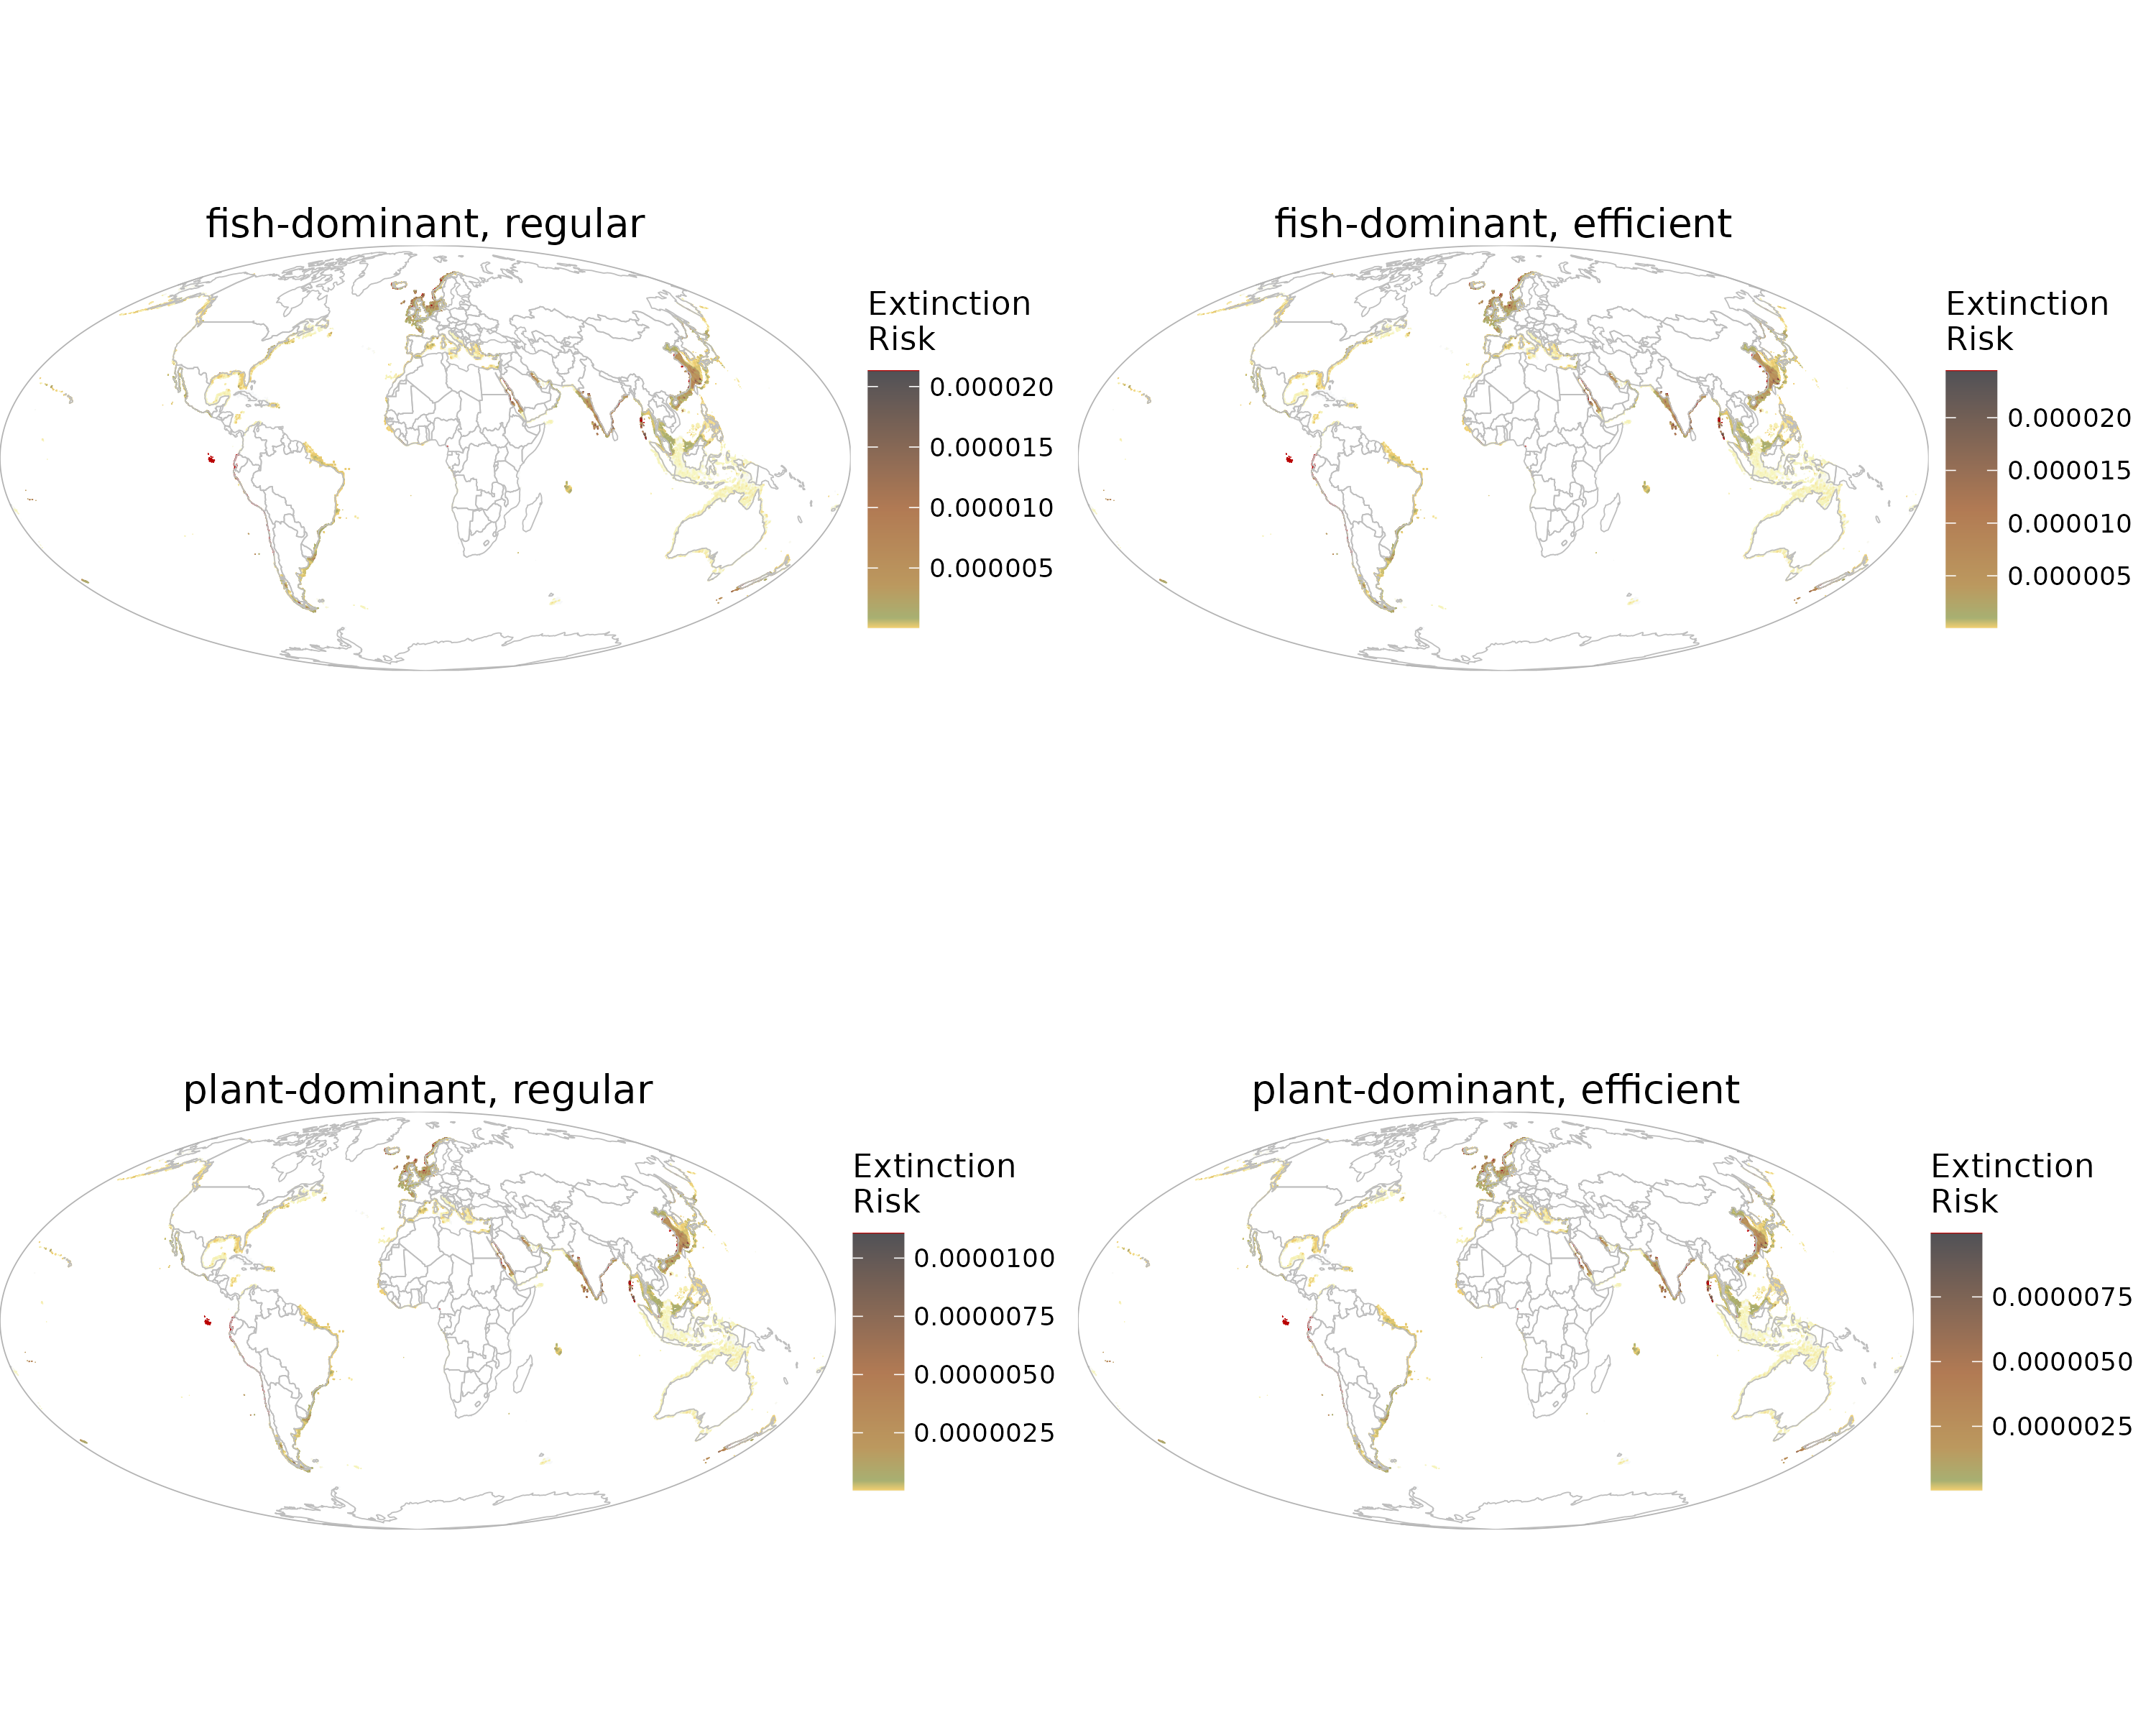 fish-dominant, regular
Extinction
Risk
0.000020
0.000015
0.000010
0.000005
fish-dominant, efficient
Extinction
Risk
0.000020
0.000015
0.000010
0.000005
plant-dominant, regular
Extinction
Risk
0.0000100
0.0000075
0.0000050
0.0000025
plant-dominant, efficient
Extinction
Risk
0.0000075
0.0000050
0.0000025